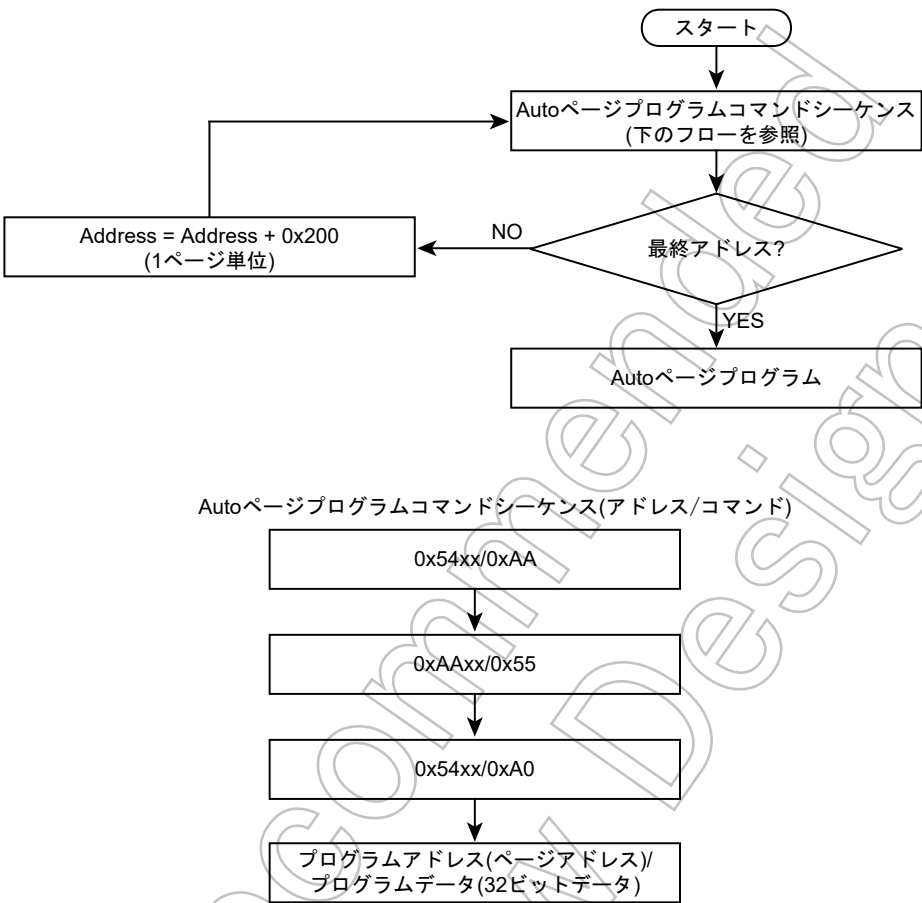 スタート
Autoページプログラムコマンドシーケンス
(下のフローを参照)
Address = Address + 0x200
(1ページ単位)
NO
最終アドレス?
YES
Autoページプログラム
Autoページプログラムコマンドシーケンス(アドレス/コマンド)
0x54xx/0xAA
0xAAxx/0x55
0x54xx/0xA0
プログラムアドレス(ページアドレス)/
プログラムデータ(32ビットデータ)
commended
Design